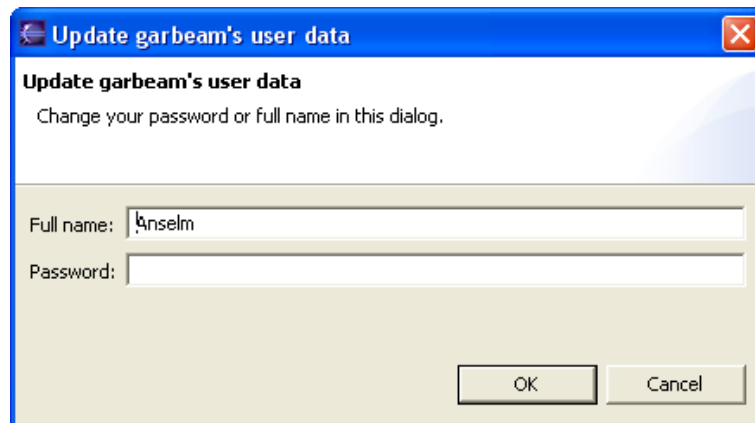 Update garbeam's user data
Update garbeam's user data
Change your password or full name in this dialog.
Full name: Anselm
Password:
OK Cancel